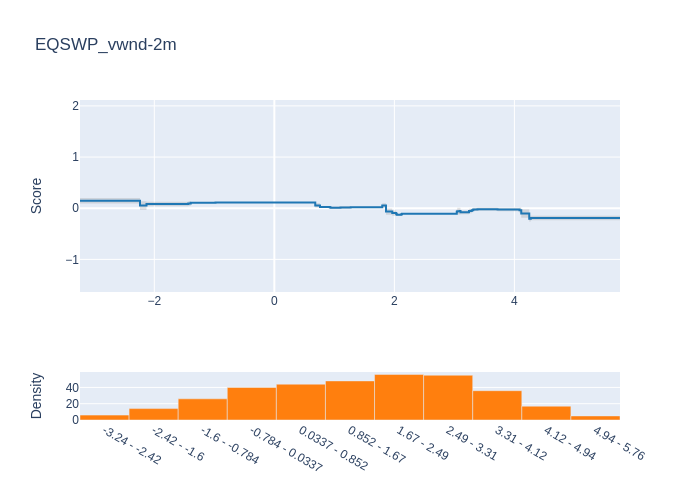 EQSWP_vwnd-2m
Score
2
1
0
−1
−2
0
2
4
Density
40
20
0
-3.24 - -2.42
-2.42 - -1.6
-1.6 - -0.784
-0.784 - 0.0337
0.0337 - 0.852
0.852 - 1.67
1.67 - 2.49
2.49 - 3.31
3.31 - 4.12
4.12 - 4.94
4.94 - 5.76